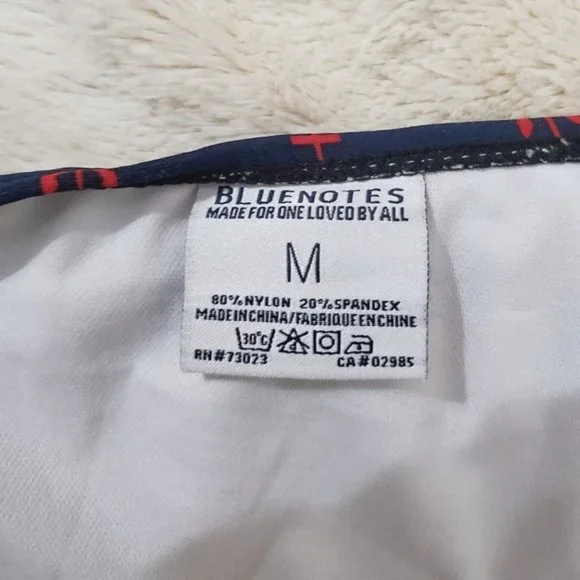 BLUENOTES
MADE FOR ONE LOVED BY ALL
M
80%NYLON 20%SPANDEX
MADE IN CHINA/FABRIQUE EN CHINE
30°C
RN#73023 CA#02985